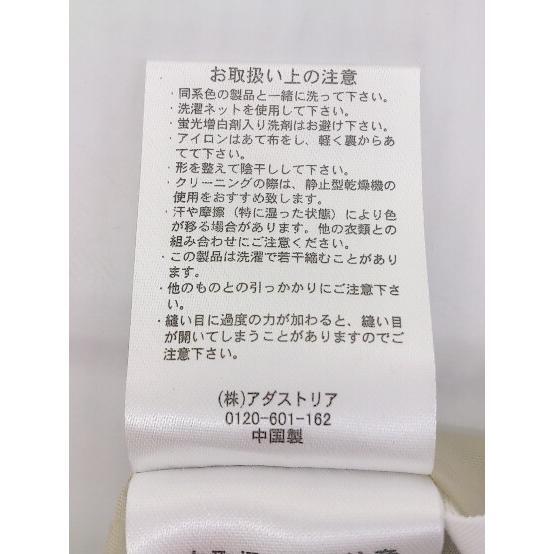 お取扱い上の注意
・同系色の製品と一緒に洗って下さい。
・洗濯ネットを使用して下さい。
・蛍光増白剤入り洗剤はお避け下さい。
・アイロンはあて布をし、軽く裏からあ
てて下さい。
・形を整えて陰干しして下さい。
・クリーニングの際は、静止型乾燥機の
使用をおすすめ致します。
・汗や摩擦（特に湿った状態）により色
が移る場合があります。他の衣類との
組み合わせにご注意ください。
・この製品は洗濯で若干縮むことがあり
ます。
・他のものとの引っかかりにご注意下さ
い。
・縫い目に過度の力が加わると、縫い目
が開いてしまうことがありますのでご
注意下さい。
(株)アダストリア
0120-601-162
中国製